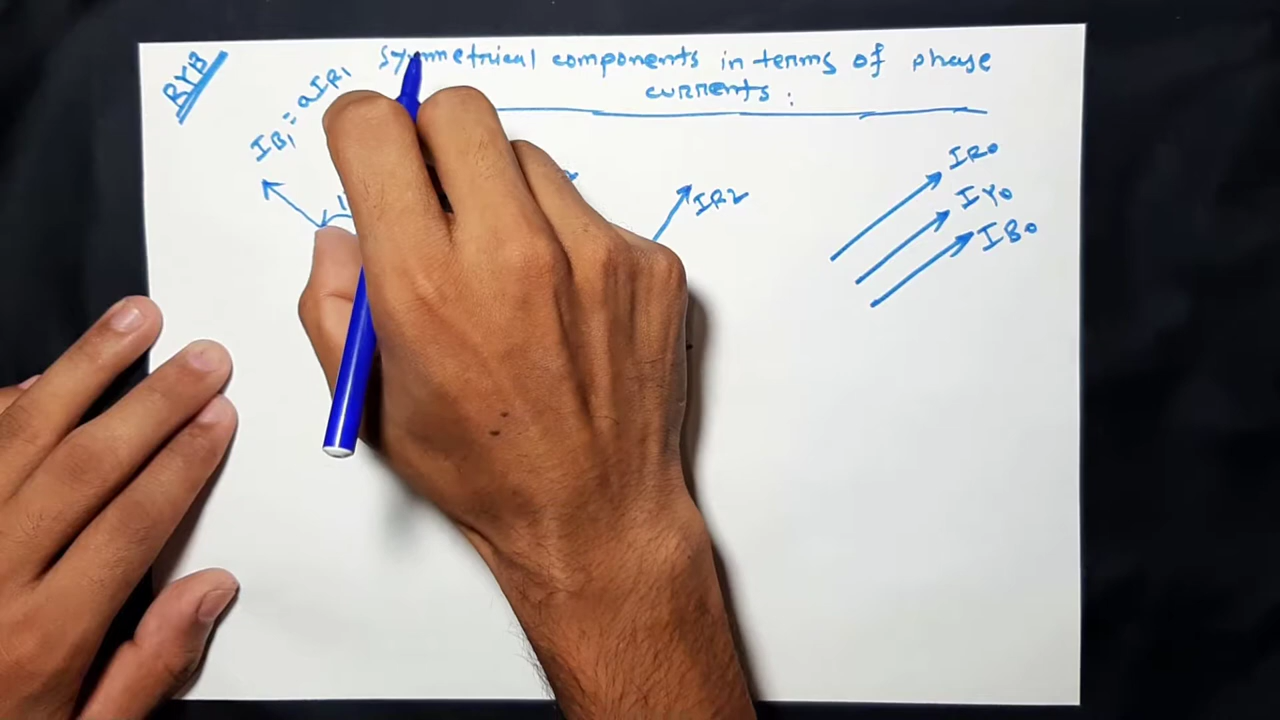 RYB
Symmetrical components in terms of phase
currents :
IB1 = aIR1
IR2
IR0
IY0
IB0